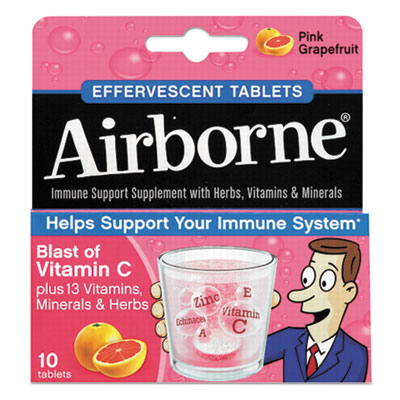 Pink
Grapefruit
EFFERVESCENT TABLETS
Airborne®
Immune Support Supplement with Herbs, Vitamins & Minerals
Helps Support Your Immune System*
Blast of
Vitamin C
plus 13 Vitamins,
Minerals & Herbs
Zinc
E
Echinacea
Vitamin
C
A
10
tablets